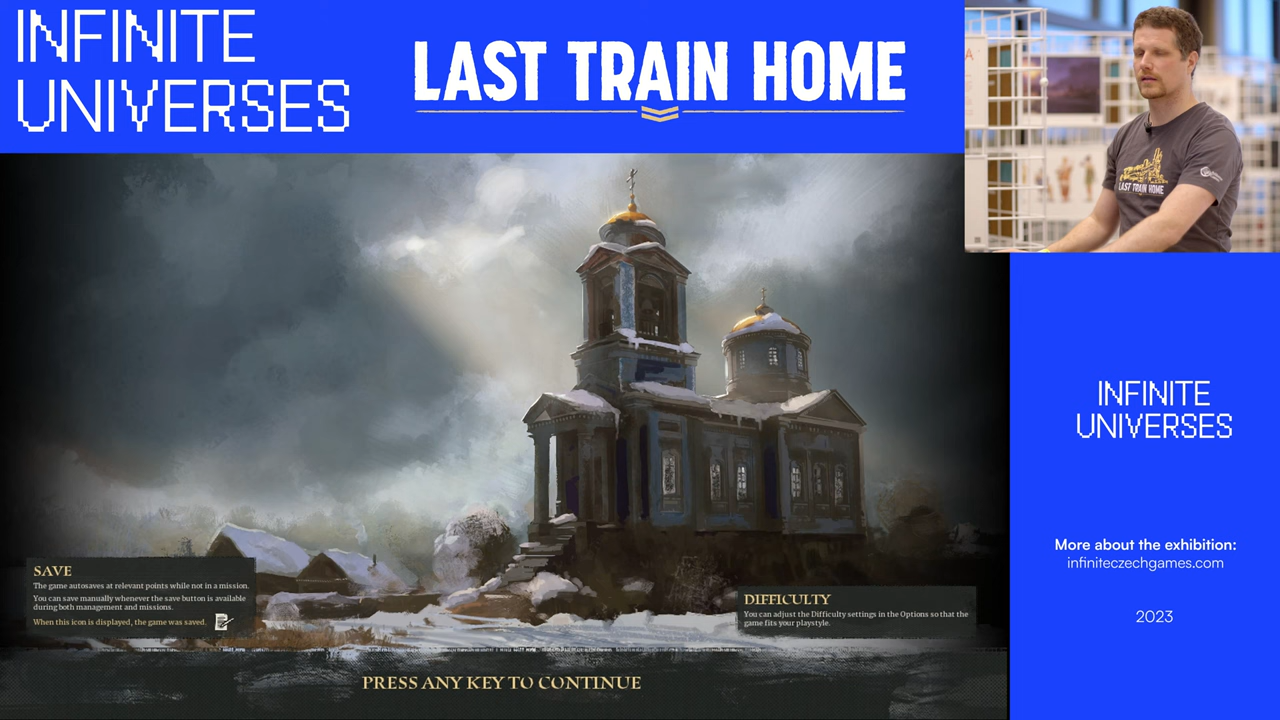 INFINITE
UNIVERSES
LAST TRAIN HOME
LAST TRAIN HOME
SAVE
The game autosaves at relevant points while not in a mission.
You can save manually whenever the save button is available
during both management and missions.
When this icon is displayed, the game was saved.
DIFFICULTY
You can adjust the Difficulty settings in the Options so that the
game fits your playstyle.
PRESS ANY KEY TO CONTINUE
INFINITE
UNIVERSES
More about the exhibition:
infiniteczechgames.com
2023